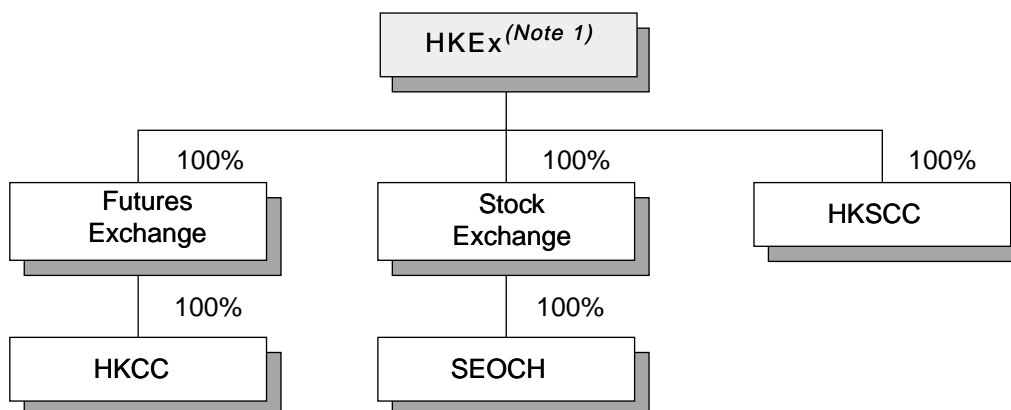 HKEx(Note 1)
100% 100% 100%
Futures
Exchange
Stock
Exchange
HKSCC
100% 100%
HKCC SEOCH